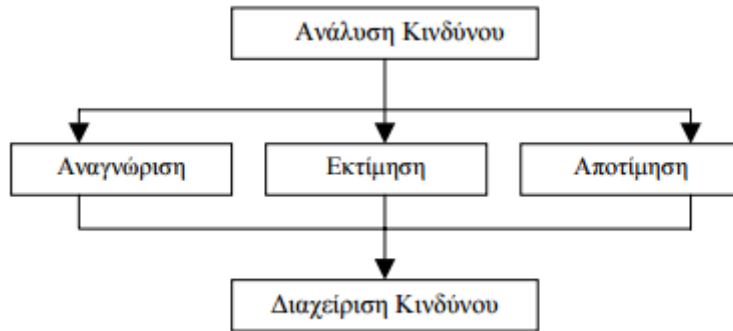 Ανάλυση Κινδύνου
Αναγνώριση
Εκτίμηση
Αποτίμηση
Διαχείριση Κινδύνου